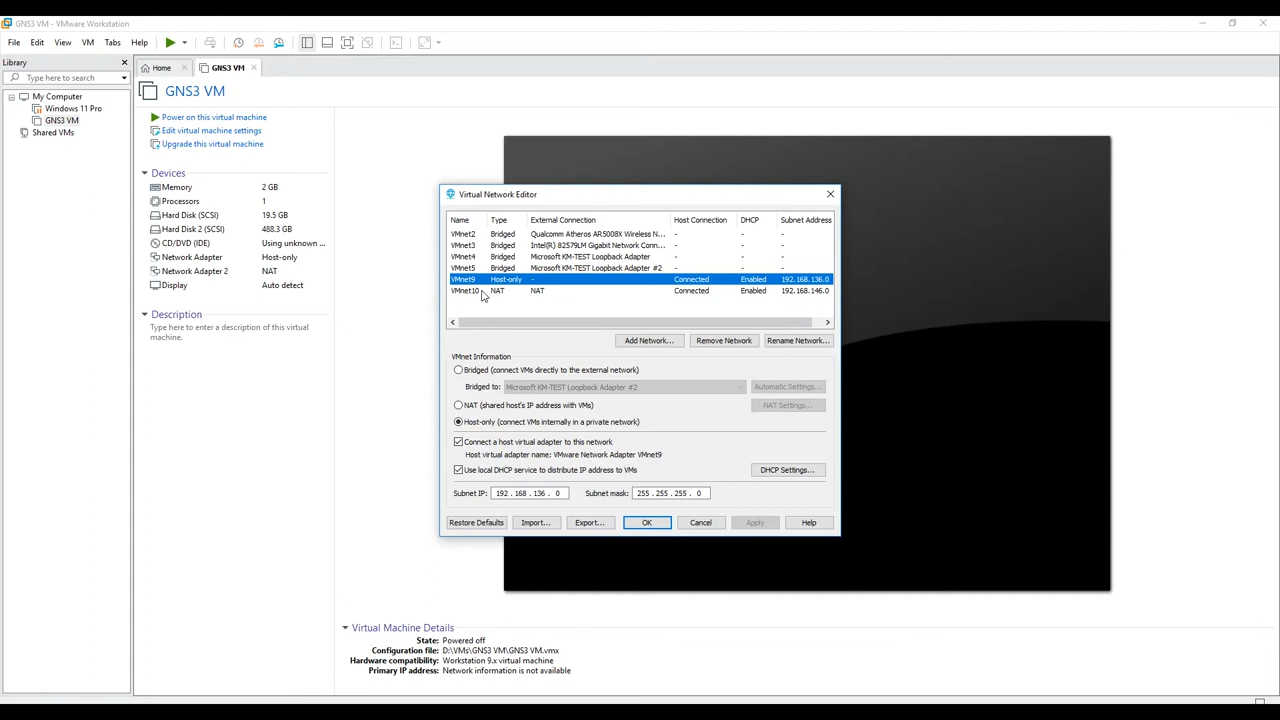 GNS3 VM - VMware Workstation
File Edit View VM Tabs Help
Library
Type here to search
Home
GNS3 VM
My Computer
Windows 11 Pro
GNS3 VM
Shared VMs
GNS3 VM
Power on this virtual machine
Edit virtual machine settings
Upgrade this virtual machine
Devices
Memory 2 GB
Processors 1
Hard Disk (SCSI) 19.5 GB
Hard Disk 2 (SCSI) 488.3 GB
CD/DVD (IDE) Using unknown ...
Network Adapter Host-only
Network Adapter 2 NAT
Display Auto detect
Description
Type here to enter a description of this virtual
machine.
Virtual Network Editor
Name Type External Connection Host Connection DHCP Subnet Address
VMnet2 Bridged Qualcomm Atheros AR5008X Wireless N... - - -
VMnet3 Bridged Intel(R) 82579LM Gigabit Network Conn... - - -
VMnet4 Bridged Microsoft KM-TEST Loopback Adapter - - -
VMnet5 Bridged Microsoft KM-TEST Loopback Adapter #2 - - -
VMnet9 Host-only - Connected Enabled 192.168.136.0
VMnet10 NAT NAT Connected Enabled 192.168.146.0
Add Network... Remove Network Rename Network...
VMnet Information
Bridged (connect VMs directly to the external network)
Bridged to: Microsoft KM-TEST Loopback Adapter #2 Automatic Settings...
NAT (shared host's IP address with VMs) NAT Settings...
Host-only (connect VMs internally in a private network)
Connect a host virtual adapter to this network
Host virtual adapter name: VMware Network Adapter VMnet9
Use local DHCP service to distribute IP address to VMs DHCP Settings...
Subnet IP: 192 . 168 . 136 . 0 Subnet mask: 255 . 255 . 255 . 0
Restore Defaults Import... Export... OK Cancel Apply Help
Virtual Machine Details
State: Powered off
Configuration file: D:\VMs\GNS3 VM\GNS3 VM.vmx
Hardware compatibility: Workstation 9.x virtual machine
Primary IP address: Network information is not available